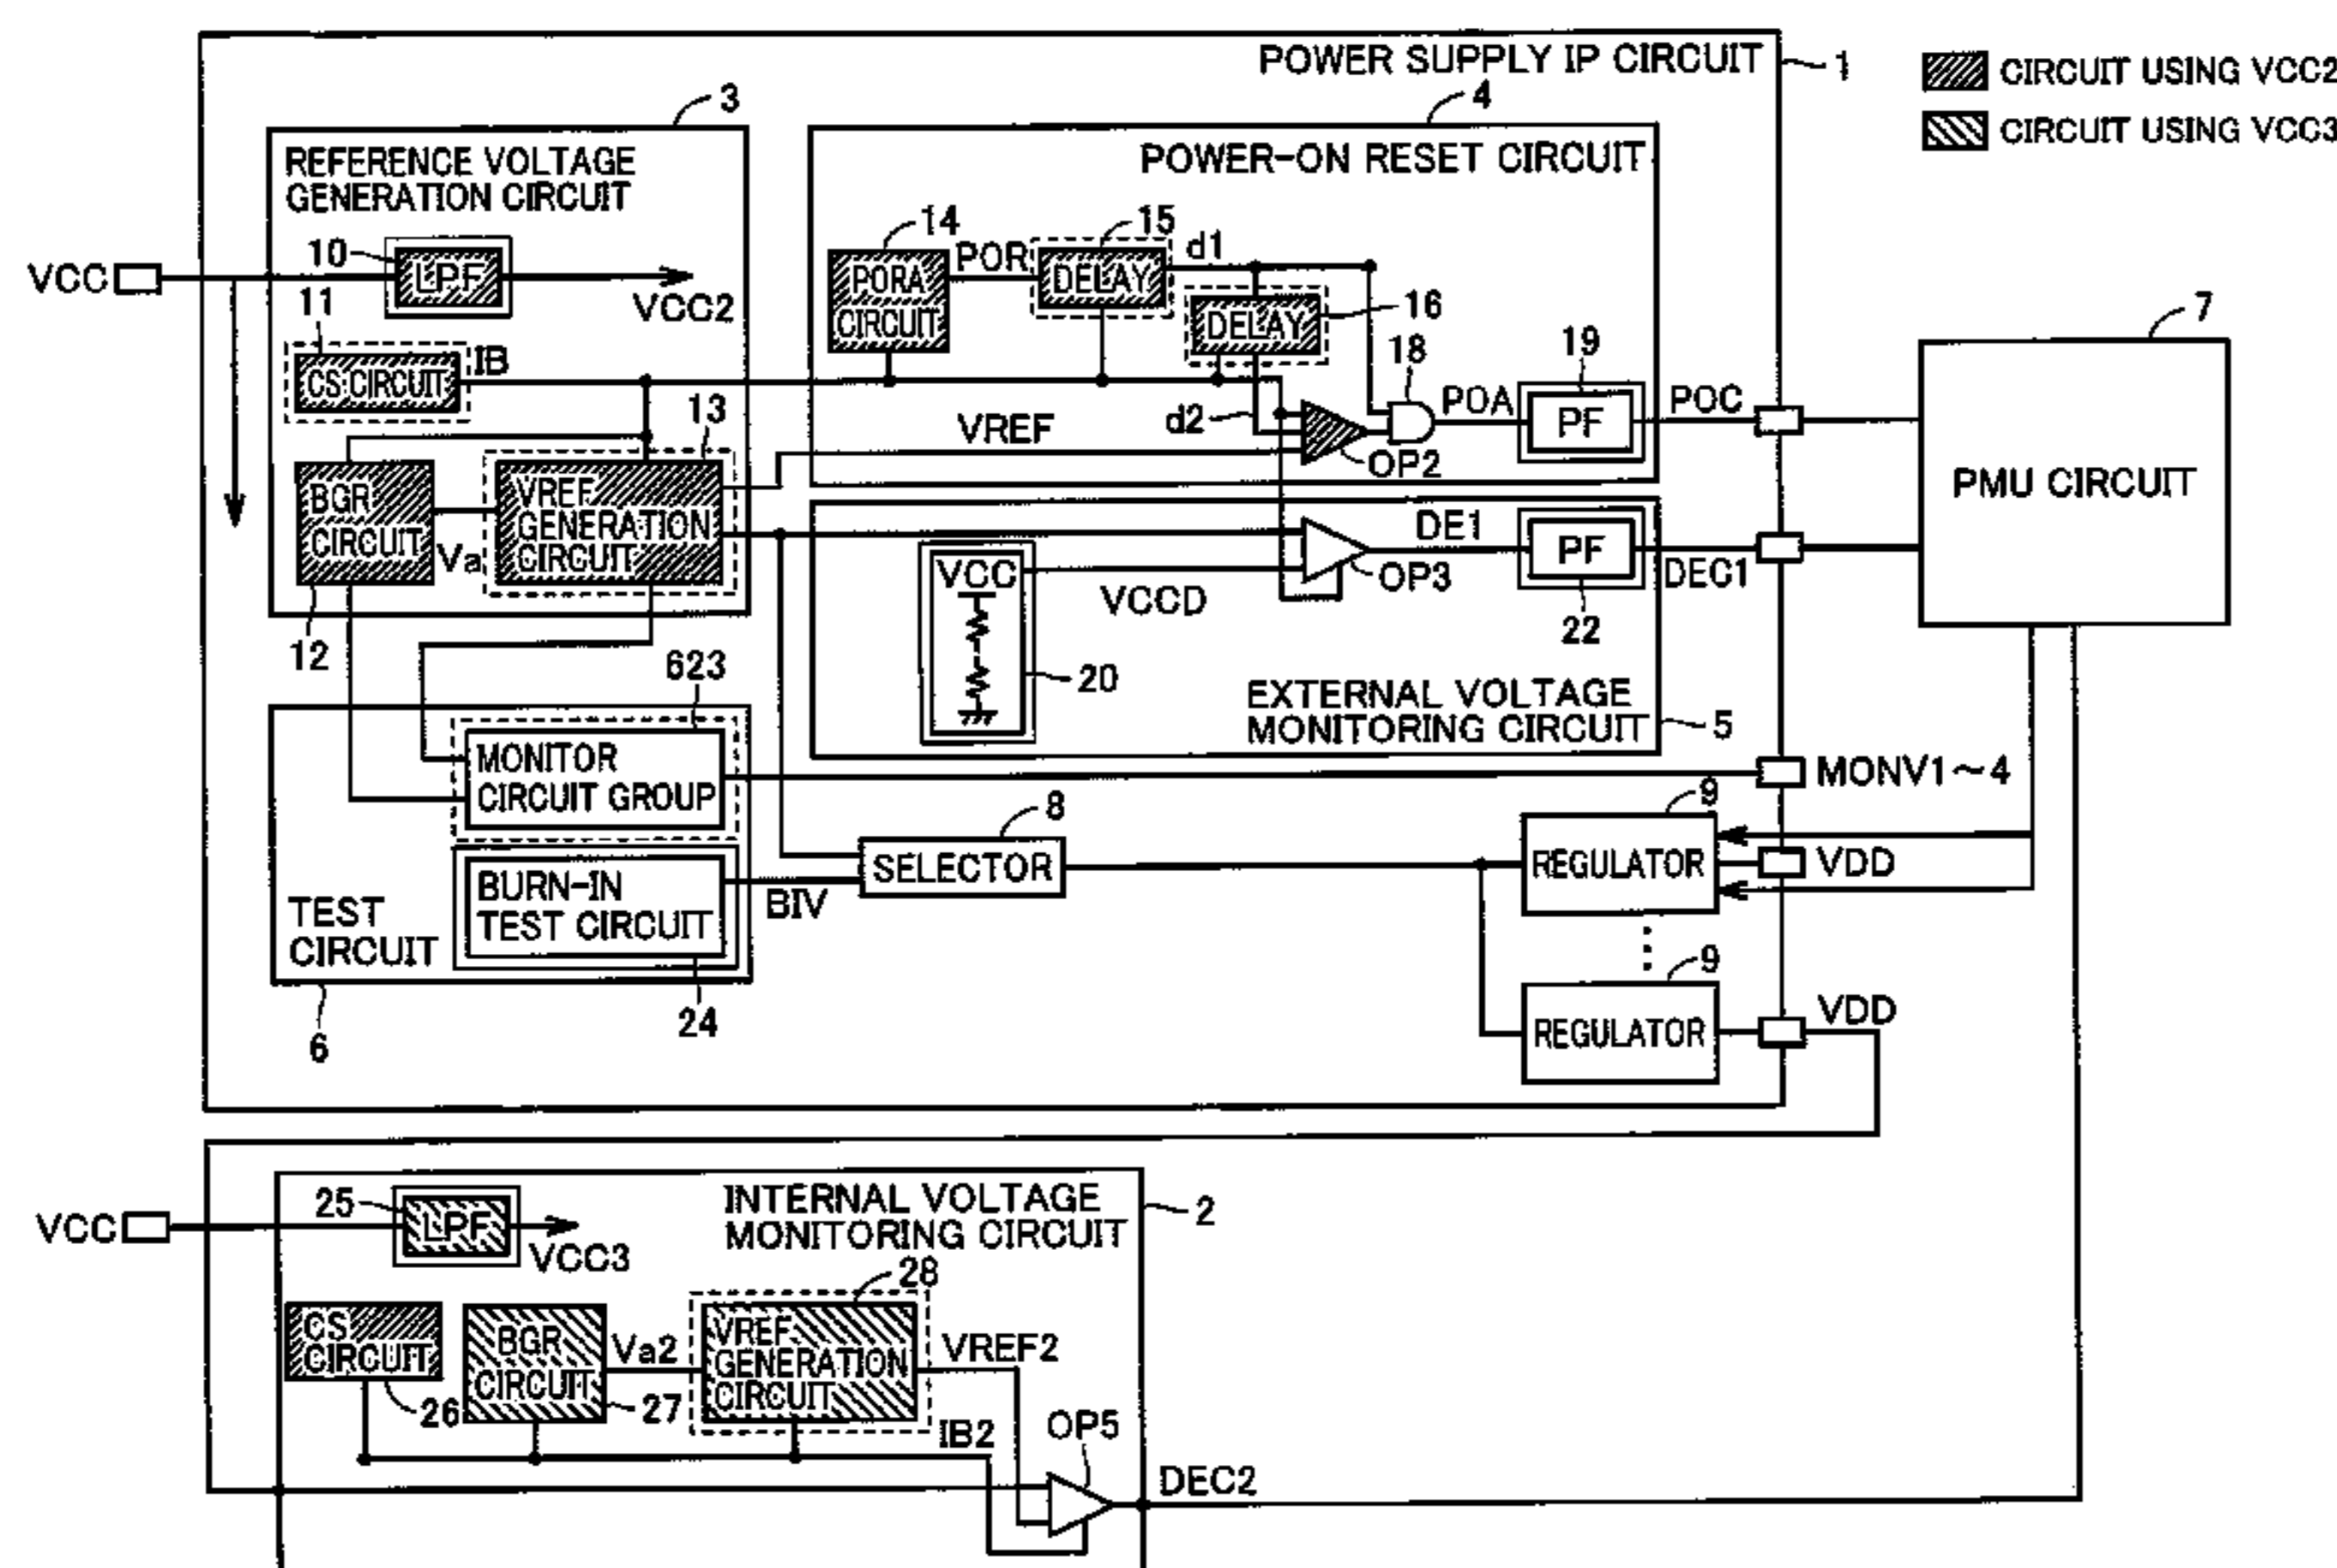 POWER SUPPLY IP CIRCUIT
1
CIRCUIT USING VCC2
CIRCUIT USING VCC3
3
REFERENCE VOLTAGE
GENERATION CIRCUIT
4
POWER-ON RESET CIRCUIT
VCC
10
LPF
VCC2
11
CS CIRCUIT
IB
14
PORA
CIRCUIT
POR
15
DELAY
d1
DELAY
16
18
19
PF
POA
POC
7
PMU CIRCUIT
13
VREF
d2
OP2
BGR
CIRCUIT
Va
VREF
GENERATION
CIRCUIT
12
VCC
VCCD
20
DE1
OP3
PF
22
DEC1
EXTERNAL VOLTAGE
MONITORING CIRCUIT
5
623
MONITOR
CIRCUIT GROUP
MONV1~4
8
SELECTOR
9
REGULATOR
VDD
BURN-IN
TEST CIRCUIT
BIV
TEST
CIRCUIT
6
24
9
REGULATOR
VDD
VCC
25
LPF
VCC3
INTERNAL VOLTAGE
MONITORING CIRCUIT
2
CS
CIRCUIT
26
BGR
CIRCUIT
27
Va2
28
VREF
GENERATION
CIRCUIT
VREF2
IB2
OP5
DEC2